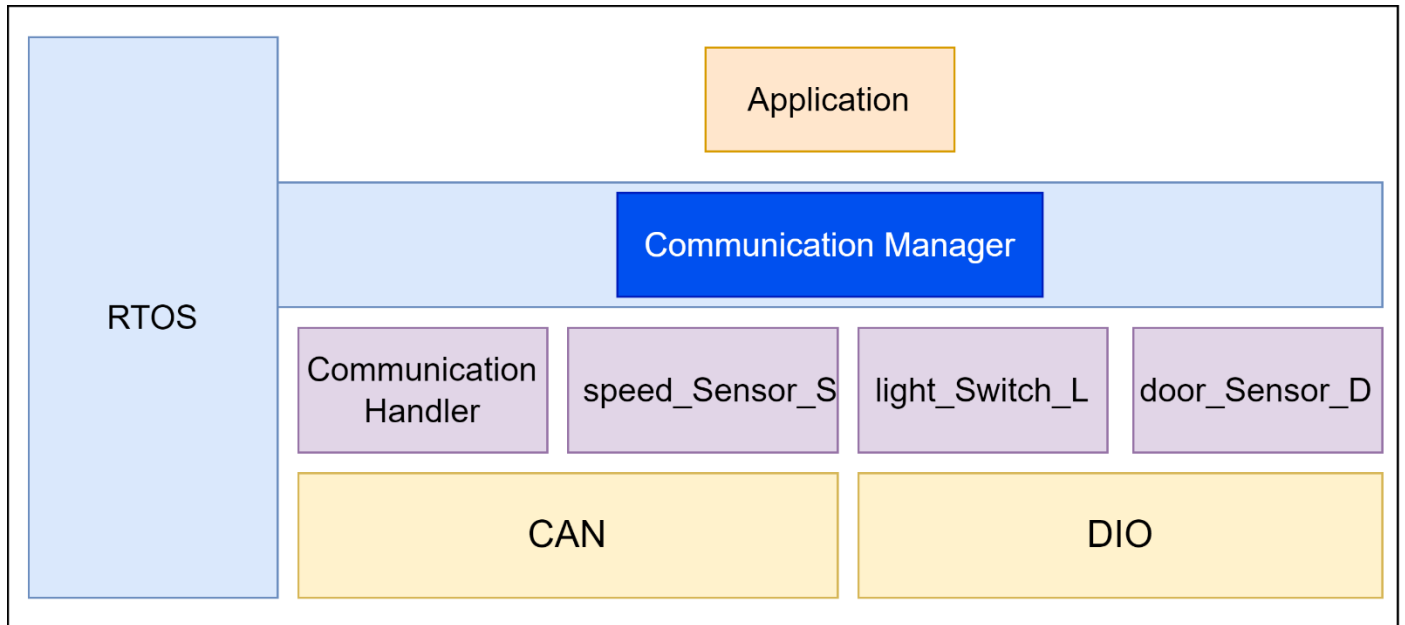 Application
Communication Manager
RTOS
Communication
Handler
speed_Sensor_S
light_Switch_L
door_Sensor_D
CAN
DIO